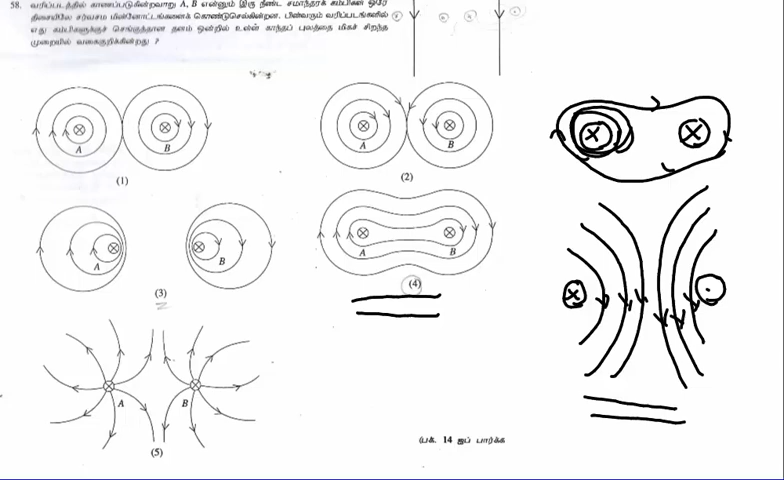 58. வரிப்படத்தில் காணப்படுகின்றவாறு A, B என்னும் இரு நீண்ட சமாந்தரக் கம்பிகள் ஒரே
திசையிலே சர்வசம மின்னோட்டங்களைக் கொண்டுசெல்கின்றன. பின்வரும் வரிப்படங்களில்
எது கம்பிகளுக்குச் செங்குத்தான தளம் ஒன்றில் உள்ள காந்தப் புலத்தை மிகச் சிறந்த
முறையில் வகைகுறிக்கின்றது ?
A B
(1)
A B
(2)
A B
(3)
A B
(4)
A B
(5)
(பக். 14 ஐப் பார்க்க